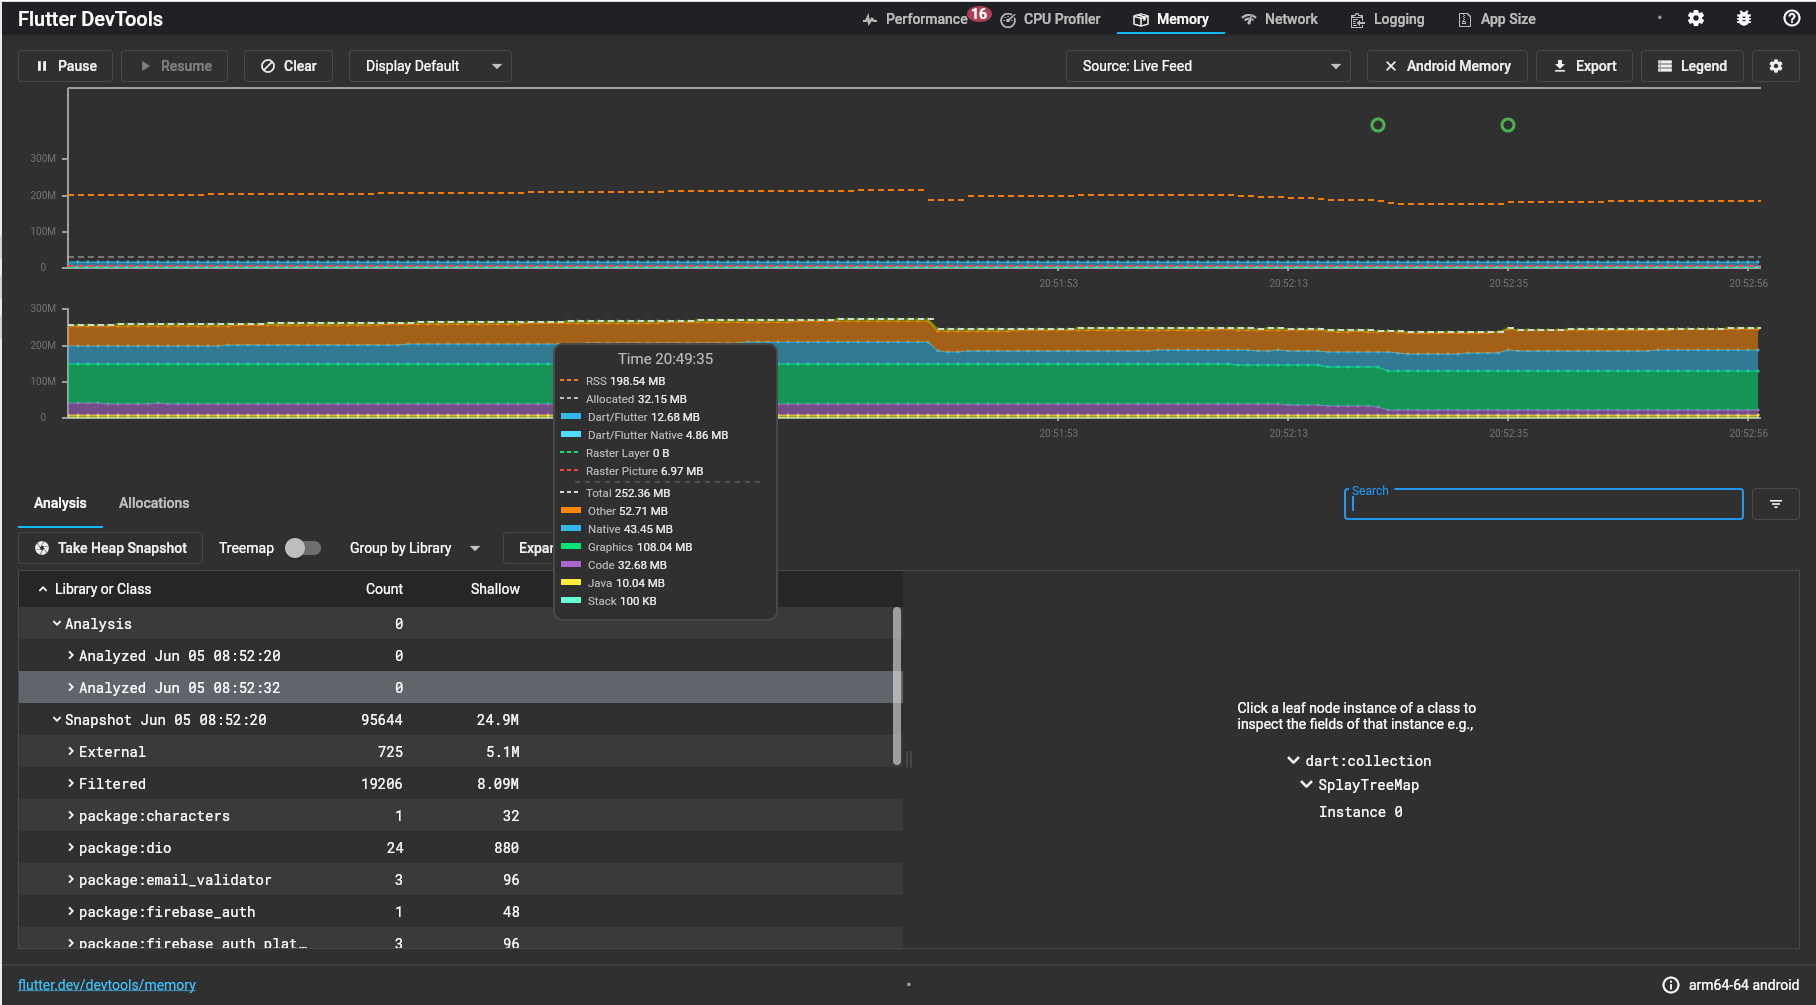 Flutter DevTools
Performance 16
CPU Profiler
Memory
Network
Logging
App Size
Pause
Resume
Clear
Display Default
Source: Live Feed
Android Memory
Export
Legend
300M
200M
100M
0
20:51:53
20:52:13
20:52:35
20:52:56
300M
200M
100M
0
20:51:53
20:52:13
20:52:35
20:52:56
Time 20:49:35
RSS 198.54 MB
Allocated 32.15 MB
Dart/Flutter 12.68 MB
Dart/Flutter Native 4.86 MB
Raster Layer 0 B
Raster Picture 6.97 MB
Total 252.36 MB
Other 52.71 MB
Native 43.45 MB
Graphics 108.04 MB
Code 32.68 MB
Java 10.04 MB
Stack 100 KB
Analysis
Allocations
Search
Take Heap Snapshot
Treemap
Group by Library
Expan
Library or Class Count Shallow
Analysis 0
Analyzed Jun 05 08:52:20 0
Analyzed Jun 05 08:52:32 0
Snapshot Jun 05 08:52:20 95644 24.9M
External 725 5.1M
Filtered 19206 8.09M
package:characters 1 32
package:dio 24 880
package:email_validator 3 96
package:firebase_auth 1 48
package:firebase_auth_plat… 3 96
Click a leaf node instance of a class to
inspect the fields of that instance e.g.,
dart:collection
SplayTreeMap
Instance 0
flutter.dev/devtools/memory
arm64-64 android